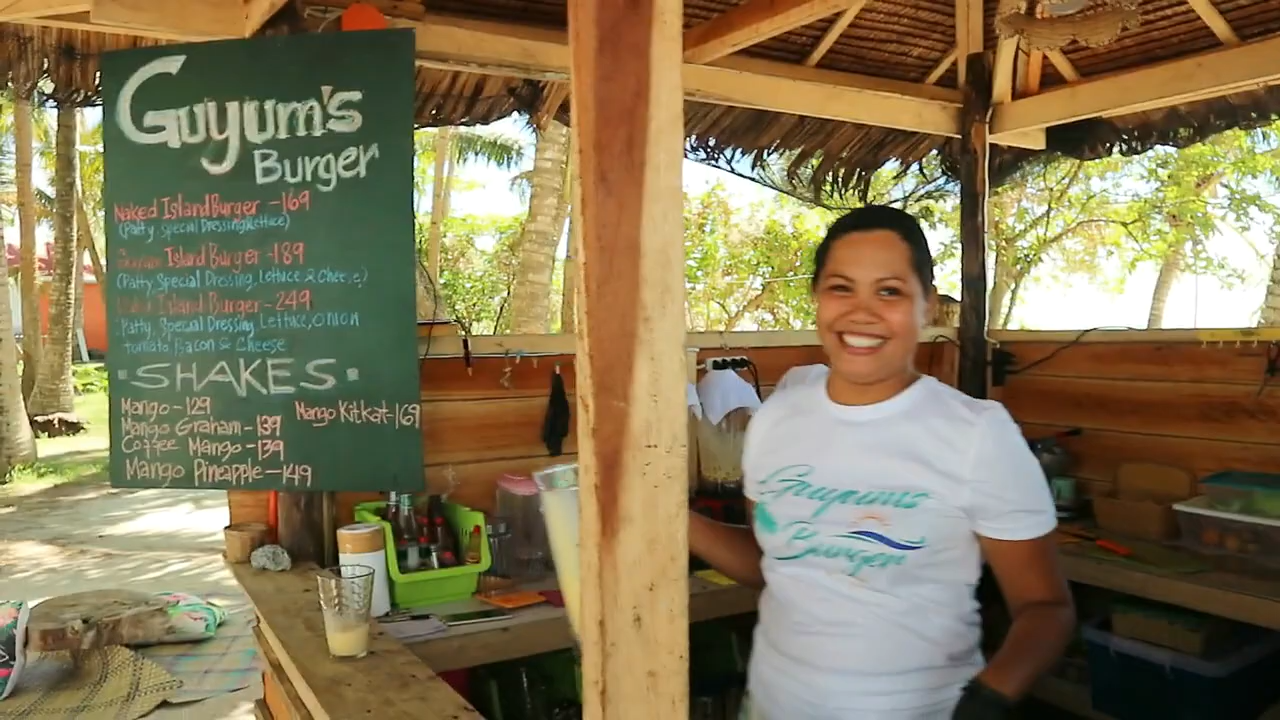 Guyum's
Burger
Naked Island Burger - 169
(Patty, Special Dressing, Lettuce)
Island Burger - 189
(Patty, Special Dressing, Lettuce & Cheese)
Island Burger - 249
Patty, Special Dressing, Lettuce, Onion
tomato, Bacon & Cheese
SHAKES
Mango - 129
Mango Kitkat - 169
Mango Graham - 139
Coffee Mango - 139
Mango Pineapple - 149
Guyum's
Burger